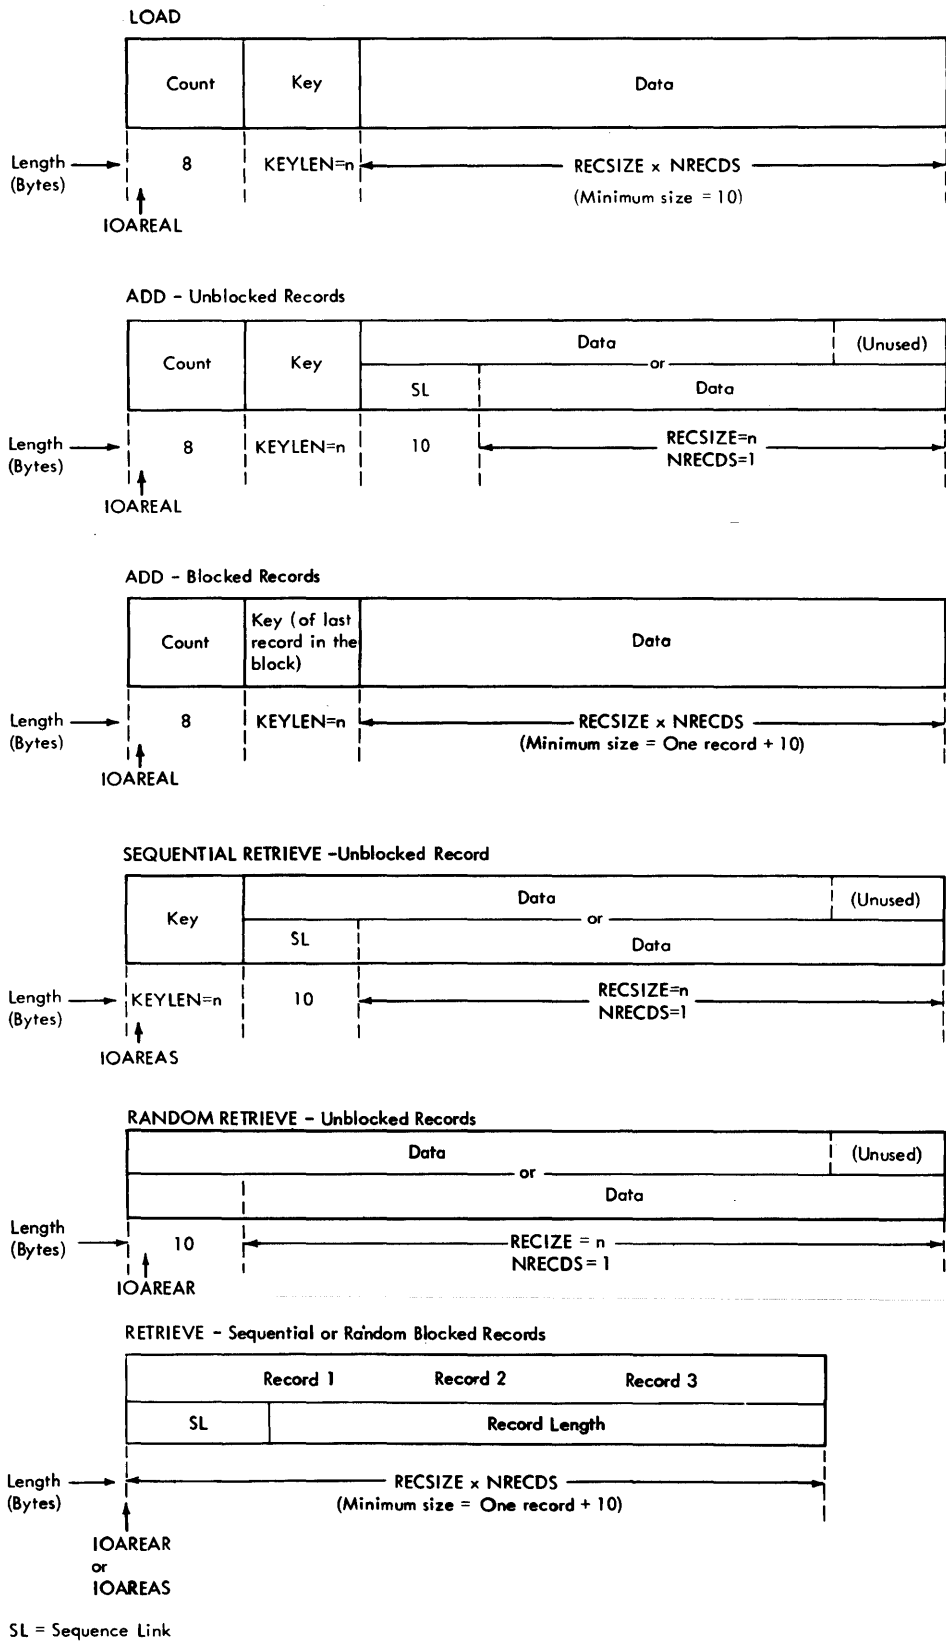 LOAD
Count Key Data
Length (Bytes) 8 KEYLEN=n RECSIZE x NRECDS
(Minimum size = 10)
IOAREAL
ADD - Unblocked Records
Count Key Data (Unused)
or
SL Data
Length (Bytes) 8 KEYLEN=n 10 RECSIZE=n
NRECDS=1
IOAREAL
ADD - Blocked Records
Count Key (of last record in the block) Data
Length (Bytes) 8 KEYLEN=n RECSIZE x NRECDS
(Minimum size = One record + 10)
IOAREAL
SEQUENTIAL RETRIEVE -Unblocked Record
Key Data (Unused)
or
SL Data
Length (Bytes) KEYLEN=n 10 RECSIZE=n
NRECDS=1
IOAREAS
RANDOM RETRIEVE - Unblocked Records
Data (Unused)
or
Data
Length (Bytes) 10 RECIZE = n
NRECDS = 1
IOAREAR
RETRIEVE - Sequential or Random Blocked Records
Record 1 Record 2 Record 3
SL Record Length
Length (Bytes) RECSIZE x NRECDS
(Minimum size = One record + 10)
IOAREAR
or
IOAREAS
SL = Sequence Link